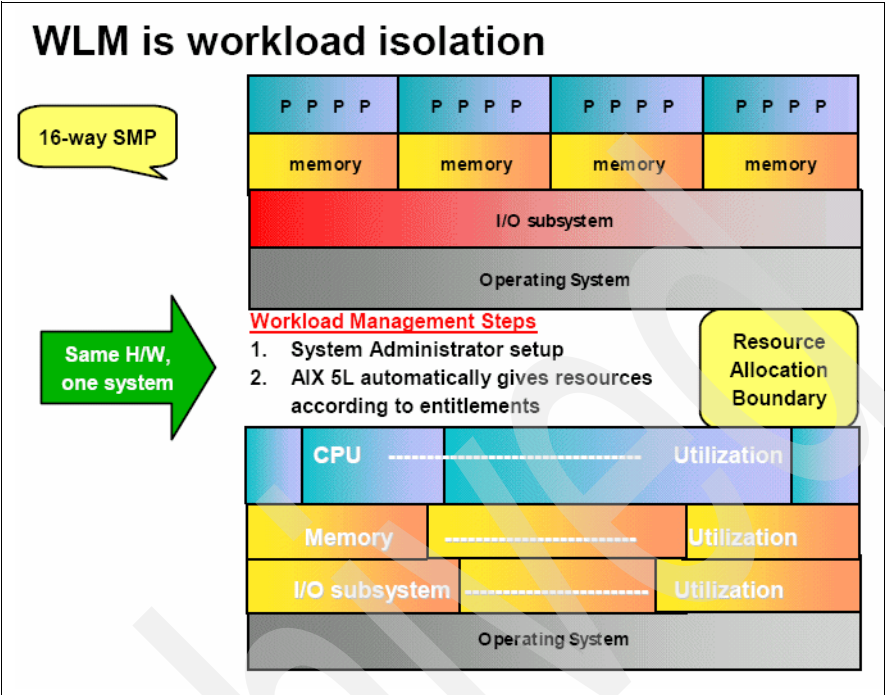 WLM is workload isolation
16-way SMP
P P P P P P P P P P P P P P P P
memory memory memory memory
I/O subsystem
Operating System
Same H/W,
one system
Workload Management Steps
1. System Administrator setup
2. AIX 5L automatically gives resources
according to entitlements
Resource
Allocation
Boundary
CPU ---------------------------------- Utilization
Memory -------------------------- Utilization
I/O subsystem ------------------------- Utilization
Operating System